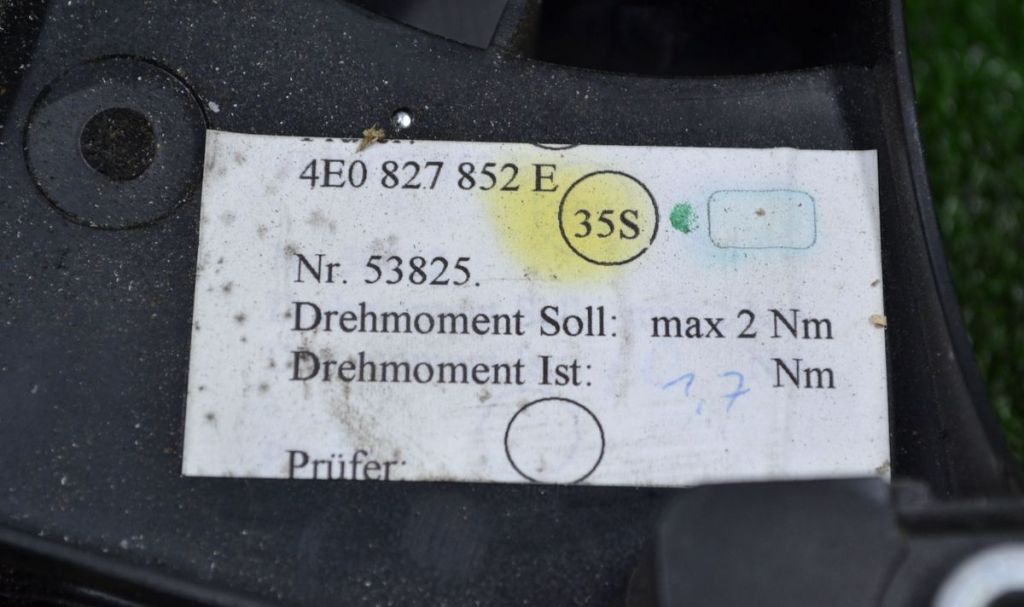 4E0 827 852 E
35S
Nr. 53825.
Drehmoment Soll: max 2 Nm
Drehmoment Ist: 1,7 Nm
Prüfer: